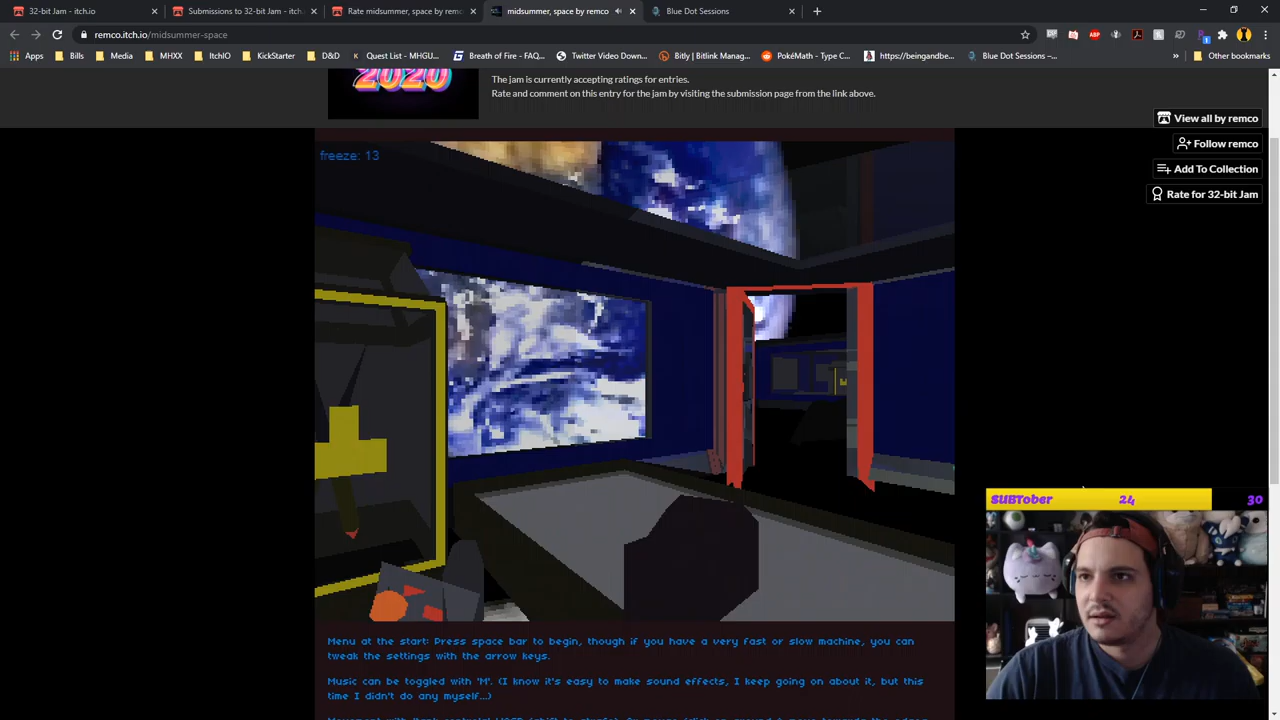 32-bit Jam - itch.io
Submissions to 32-bit Jam - itch.
Rate midsummer, space by remco
midsummer, space by remco
Blue Dot Sessions
remco.itch.io/midsummer-space
Apps
Bills
Media
MHXX
ItchIO
KickStarter
D&D
Quest List — MHGU...
Breath of Fire - FAQ...
Twitter Video Down...
Bitly | Bitlink Manag...
PokéMath - Type C...
https://beingandbe...
Blue Dot Sessions –...
Other bookmarks
2020
The jam is currently accepting ratings for entries.
Rate and comment on this entry for the jam by visiting the submission page from the link above.
View all by remco
Follow remco
Add To Collection
Rate for 32-bit Jam
freeze: 13
SUBTober 24 30
Menu at the start: Press space bar to begin, though if you have a very fast or slow machine, you can
tweak the settings with the arrow keys.
Music can be toggled with 'M'. (I know it's easy to make sound effects, I keep going on about it, but this
time I didn't do any myself...)